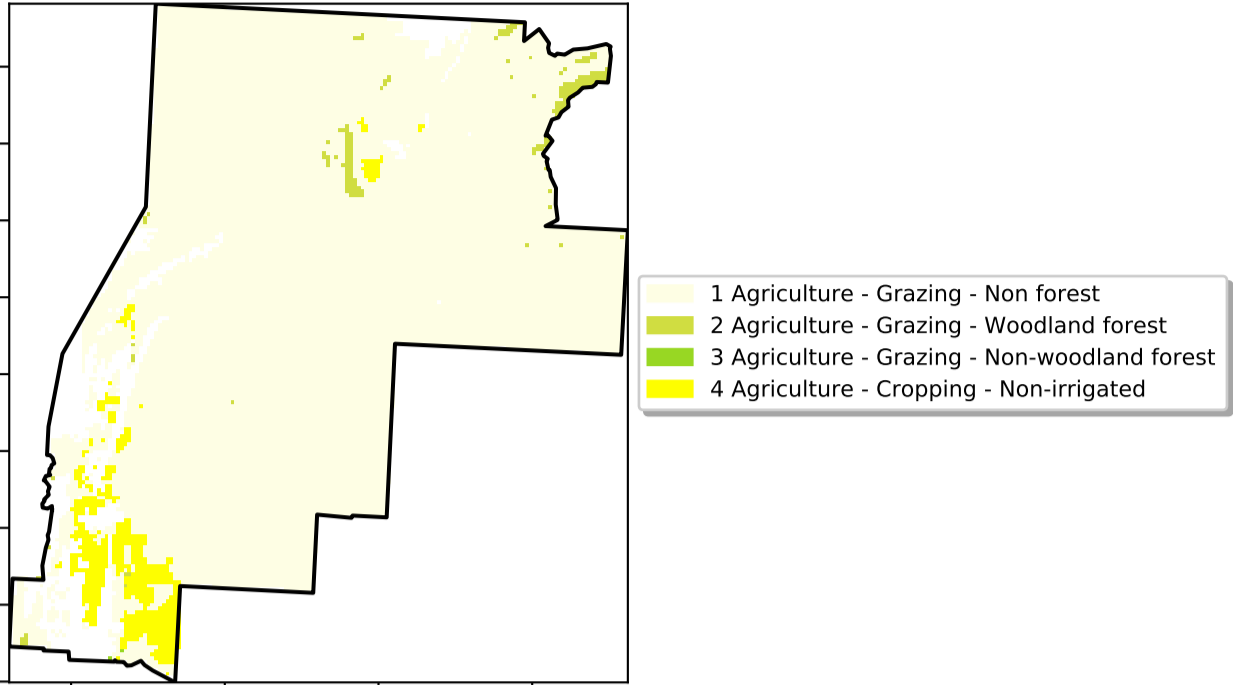 1 Agriculture - Grazing - Non forest
2 Agriculture - Grazing - Woodland forest
3 Agriculture - Grazing - Non-woodland forest
4 Agriculture - Cropping - Non-irrigated